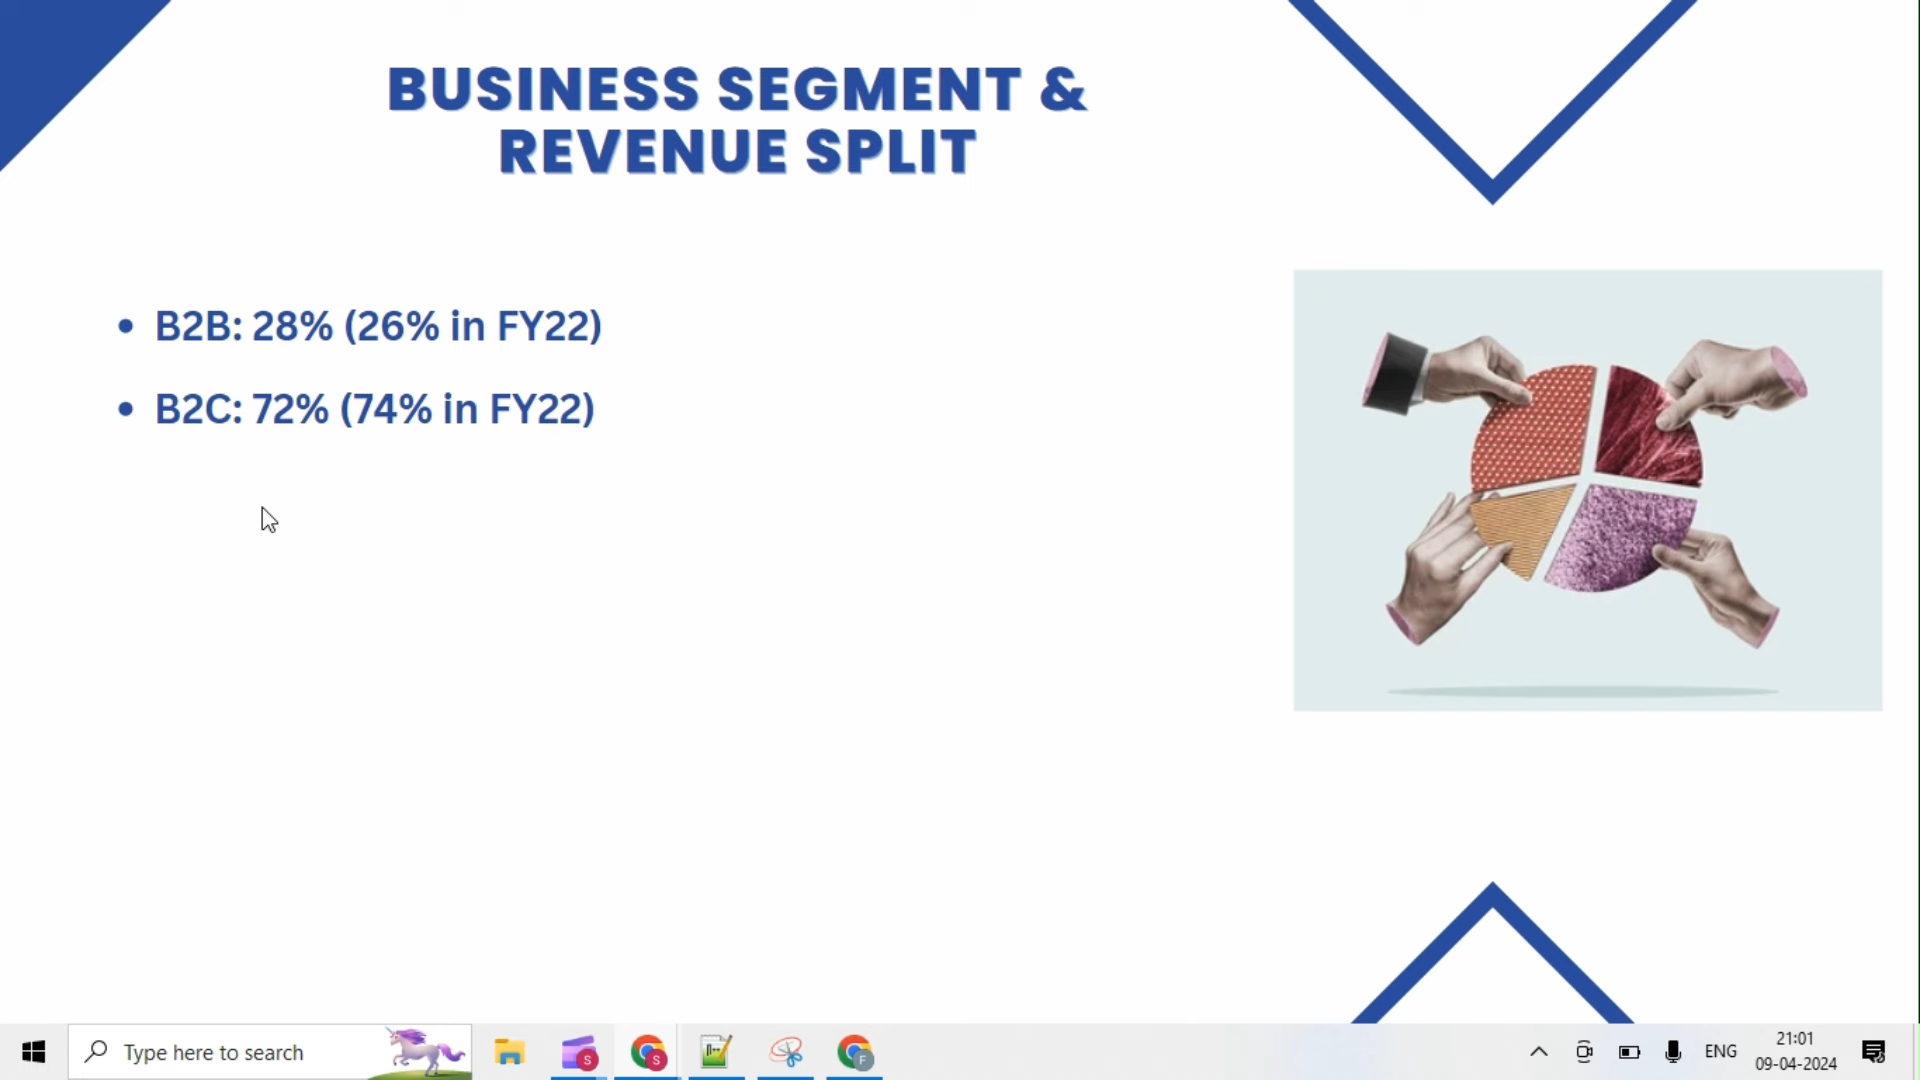 BUSINESS SEGMENT &
REVENUE SPLIT
• B2B: 28% (26% in FY22)
• B2C: 72% (74% in FY22)
Type here to search
S
S
F
ENG
21:01
09-04-2024